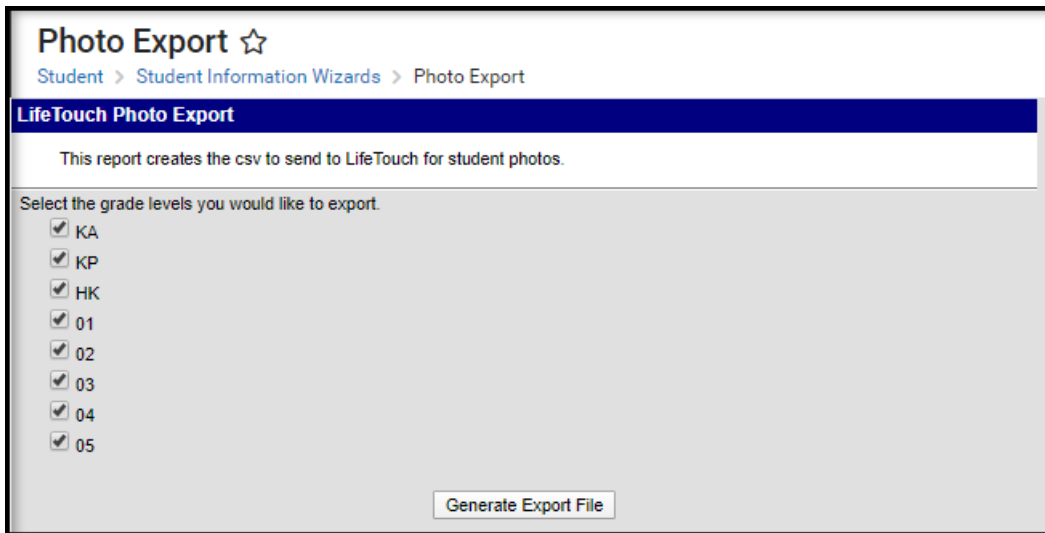 Photo Export
Student > Student Information Wizards > Photo Export
LifeTouch Photo Export
This report creates the csv to send to LifeTouch for student photos.
Select the grade levels you would like to export.
KA
KP
HK
01
02
03
04
05
Generate Export File